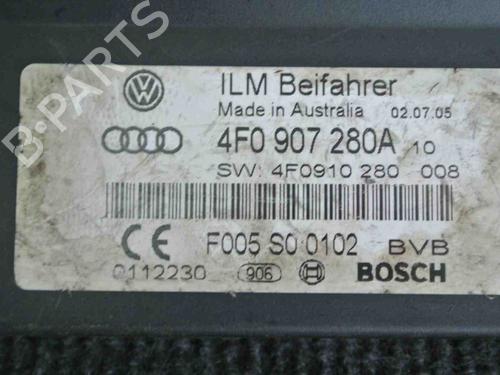 ILM Beifahrer
Made in Australia 02.07.05
4F0 907 280A 10
SW: 4F0910 280 008
CE F005 S0 0102 BVB
0112230 906 BOSCH
B-PARTS